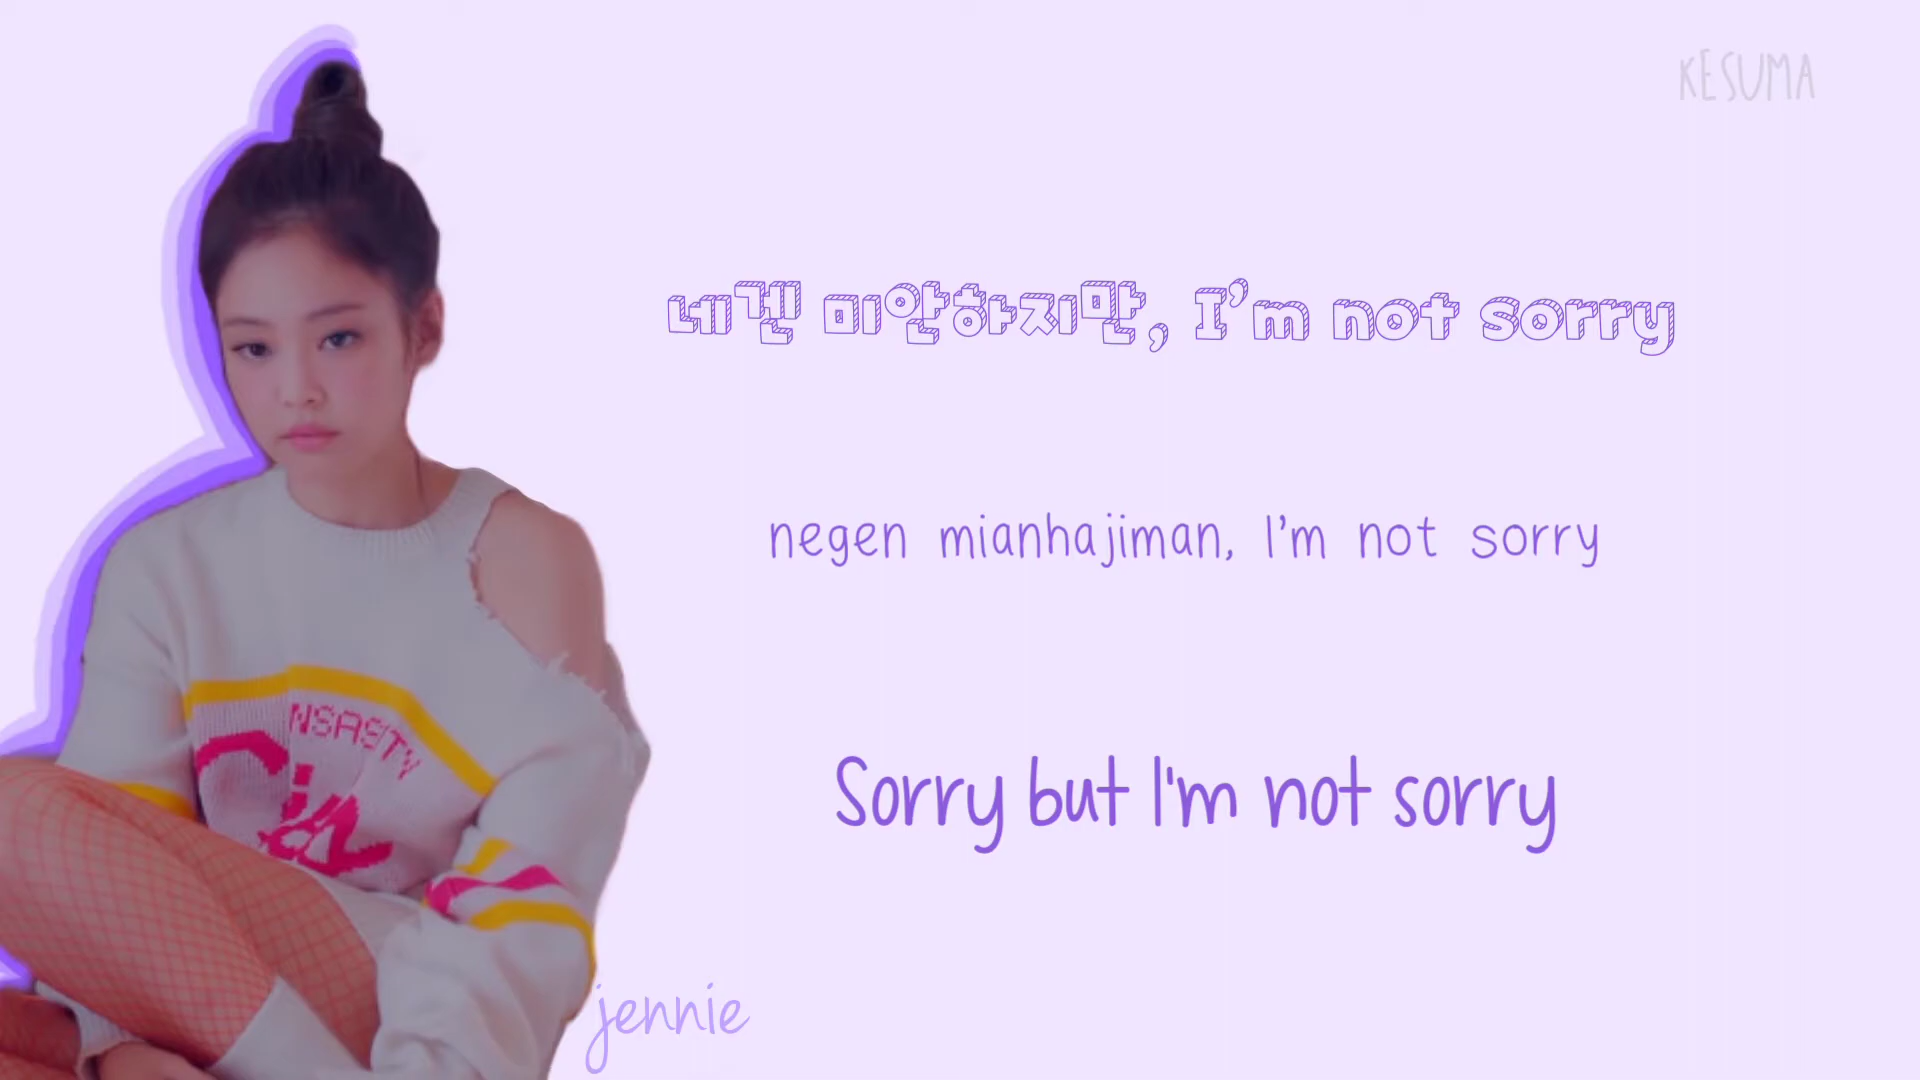 KESUMA
네겐 미안하지만, I'm not sorry
negen mianhajiman, I'm not sorry
Sorry but I'm not sorry
NSASITY
jennie